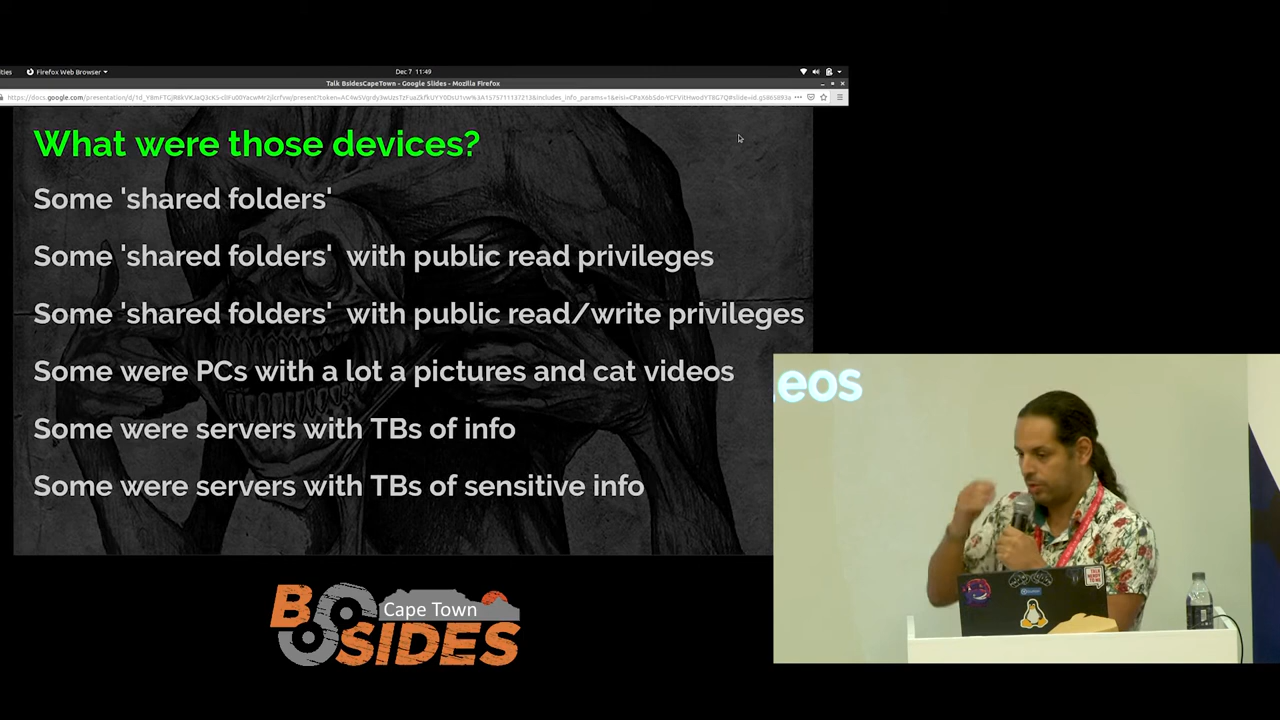 ities Firefox Web Browser Dec 7 11:49
Talk BsidesCapeTown - Google Slides - Mozilla Firefox
What were those devices?
Some 'shared folders'
Some 'shared folders' with public read privileges
Some 'shared folders' with public read/write privileges
Some were PCs with a lot a pictures and cat videos
Some were servers with TBs of info
Some were servers with TBs of sensitive info
eos
B SIDES
Cape Town